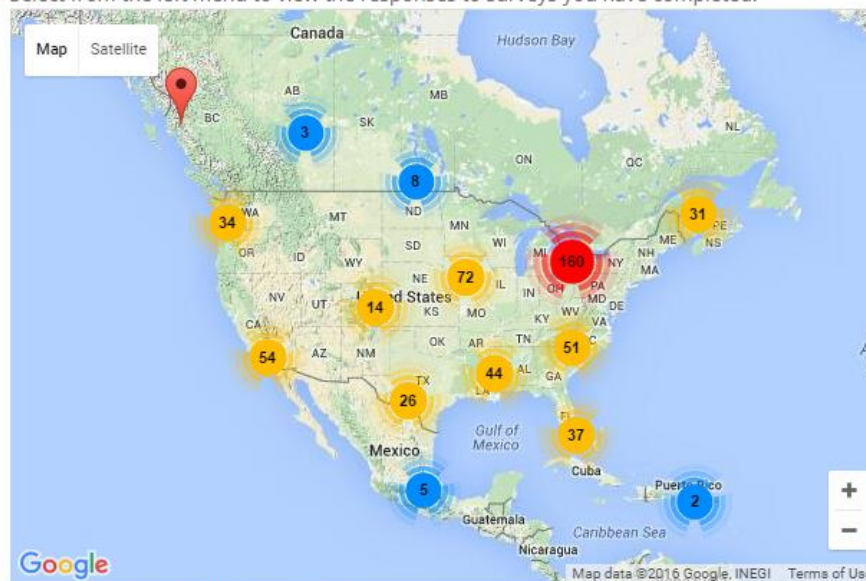 Select from the left menu to view the responses to surveys you have completed.
Map Satellite
Canada
Hudson Bay
AB
MB
BC
SK
NL
3
ON
QC
8
34
WA
MT
ND
MN
31
PE
NS
ME
OR
ID
SD
WI
MI
160
NY
NH
MA
WY
NE
72
IL
IN
OH
PA
MD
DE
NV
UT
14
United States
KS
MO
KY
WV
VA
CA
54
AZ
NM
OK
AR
TN
51
C
AL
GA
TX
44
LA
26
FL
37
Gulf of
Mexico
Mexico
Cuba
5
Puerto Rico
2
Guatemala
Caribbean Sea
Nicaragua
+
−
Google
Map data ©2016 Google, INEGI Terms of Us